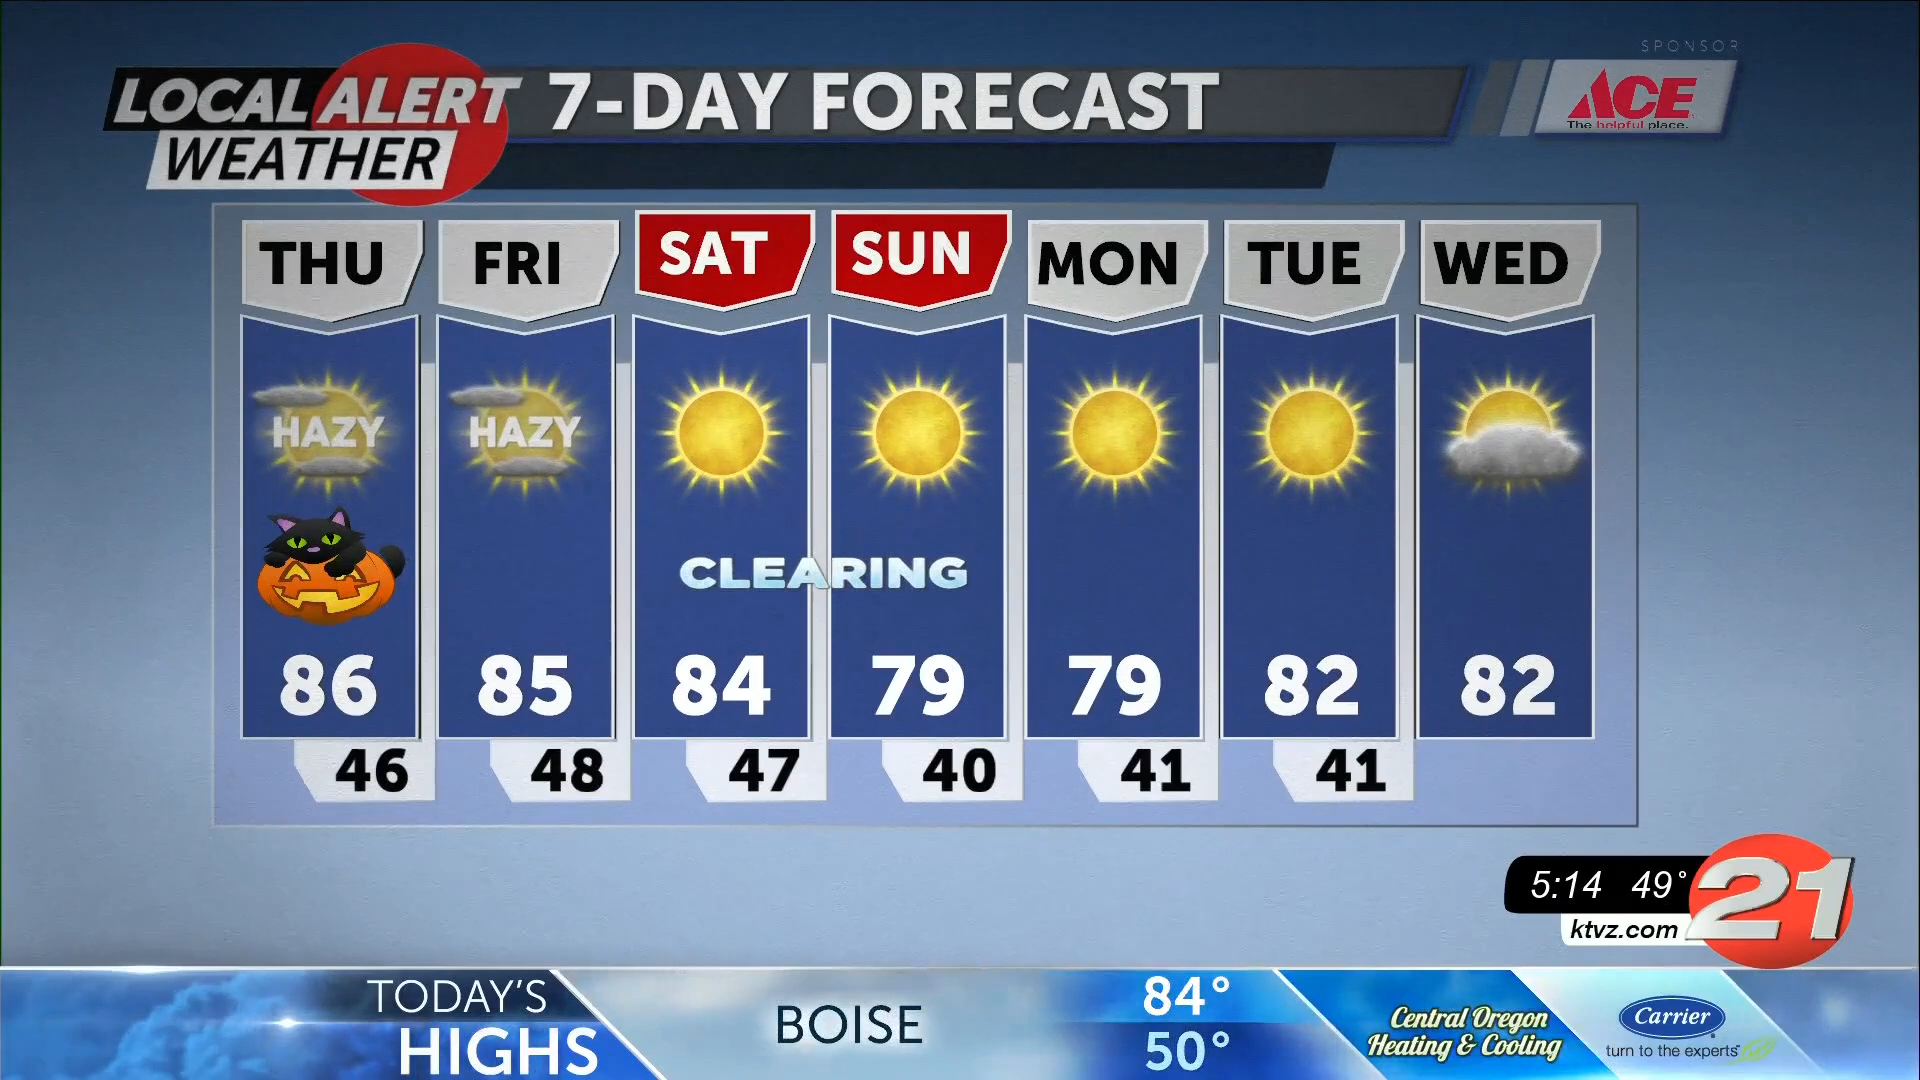 SPONSOR
LOCAL ALERT
WEATHER
7-DAY FORECAST
ACE
The helpful place.
THU FRI SAT SUN MON TUE WED
HAZY HAZY
CLEARING
86 85 84 79 79 82 82
46 48 47 40 41 41
5:14 49°
21
ktvz.com
TODAY'S
HIGHS
BOISE
84°
50°
Central Oregon
Heating & Cooling
Carrier
turn to the experts